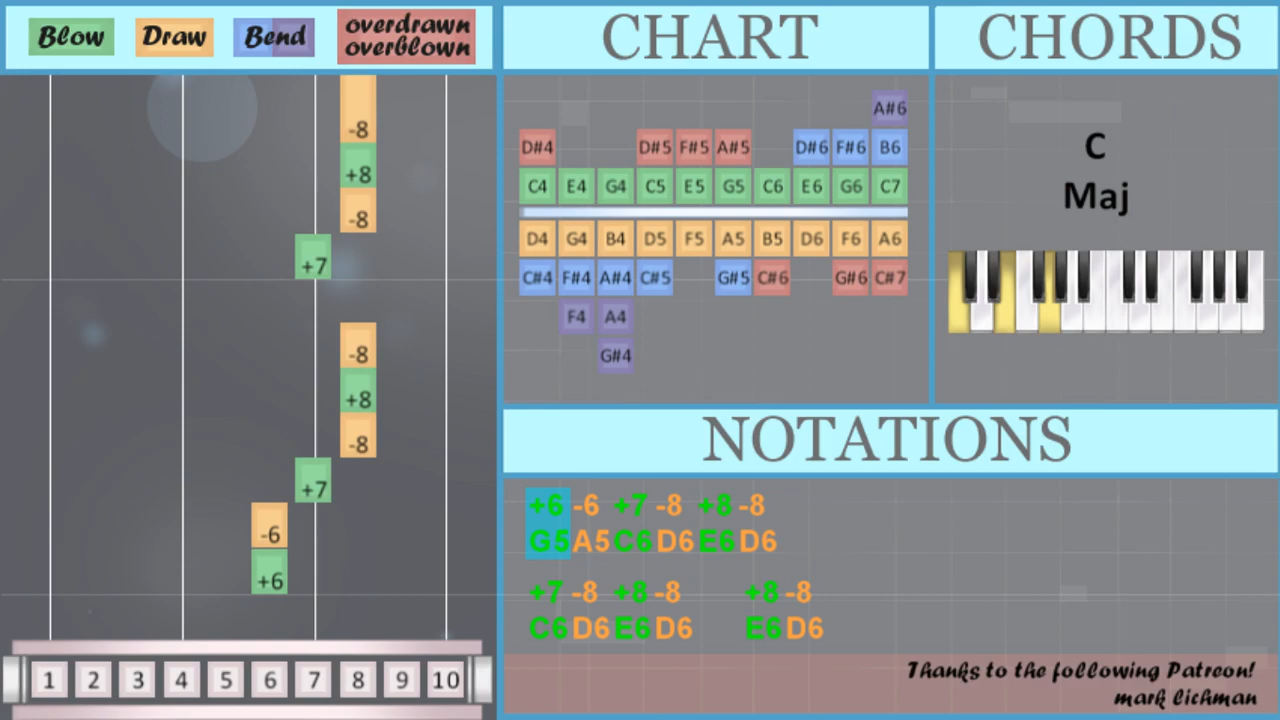 Blow Draw Bend overdrawn
overblown
-8
+8
-8
+7
-8
+8
-8
+7
-6
+6
1 2 3 4 5 6 7 8 9 10
CHART
A#6
D#4 D#5 F#5 A#5 D#6 F#6 B6
C4 E4 G4 C5 E5 G5 C6 E6 G6 C7
D4 G4 B4 D5 F5 A5 B5 D6 F6 A6
C#4 F#4 A#4 C#5 G#5 C#6 G#6 C#7
F4 A4
G#4
CHORDS
C
Maj
NOTATIONS
+6 -6 +7 -8 +8 -8
G5 A5 C6 D6 E6 D6
+7 -8 +8 -8 +8 -8
C6 D6 E6 D6 E6 D6
Thanks to the following Patreon!
mark lichman